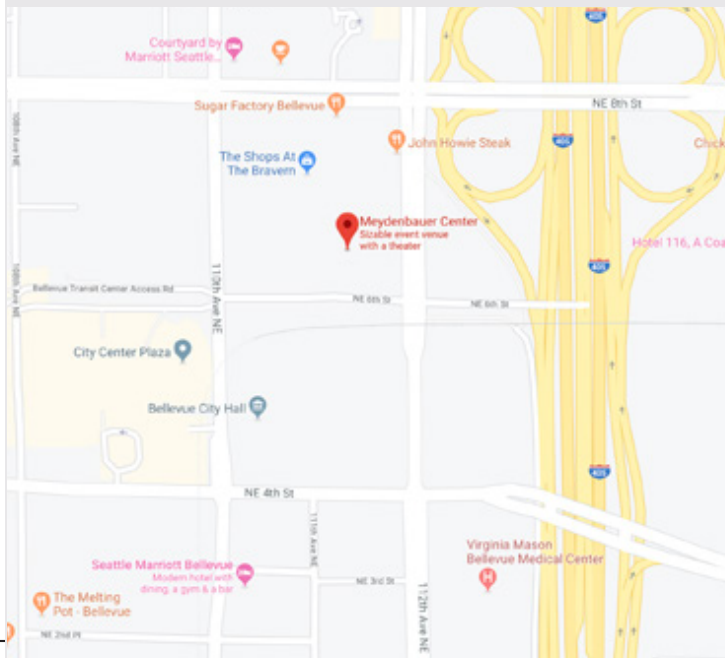 405
Courtyard by
Marriott Seattle...
Sugar Factory Bellevue
NE 8th St
108th Ave NE
John Howie Steak
405
Chick
The Shops At
The Bravern
Meydenbauer Center
Sizable event venue
with a theater
Hotel 116, A Coa
405
108th Ave NE
110th Ave NE
Bellevue Transit Center Access Rd
NE 6th St
NE 6th St
City Center Plaza
Bellevue City Hall
405
NE 4th St
111th Ave NE
Virginia Mason
Bellevue Medical Center
H
Seattle Marriott Bellevue
Modern hotel with
dining, a gym & a bar
NE 3rd St
112th Ave NE
The Melting
Pot - Bellevue
NE 2nd Pl